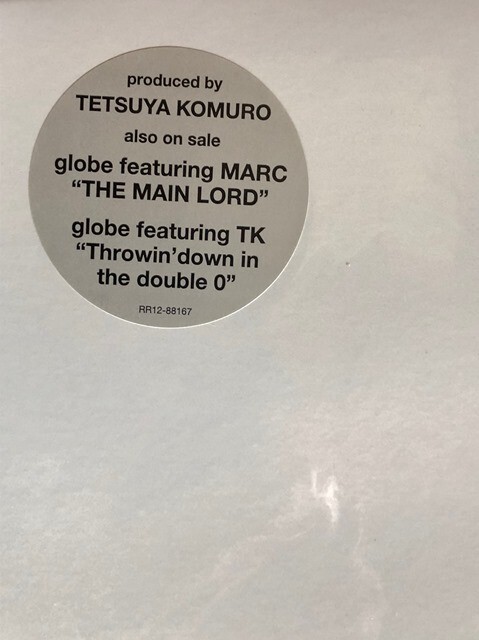 produced by
TETSUYA KOMURO
also on sale
globe featuring MARC
“THE MAIN LORD”
globe featuring TK
“Throwin’down in
the double 0”
RR12-88167